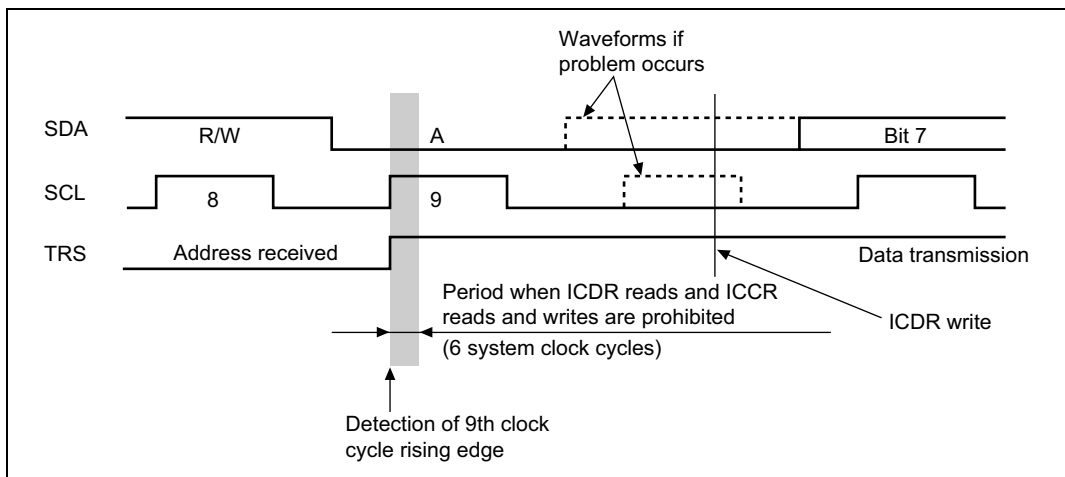 Waveforms if
problem occurs
SDA
R/W
A
Bit 7
SCL
8
9
TRS
Address received
Data transmission
Period when ICDR reads and ICCR
reads and writes are prohibited
(6 system clock cycles)
ICDR write
Detection of 9th clock
cycle rising edge